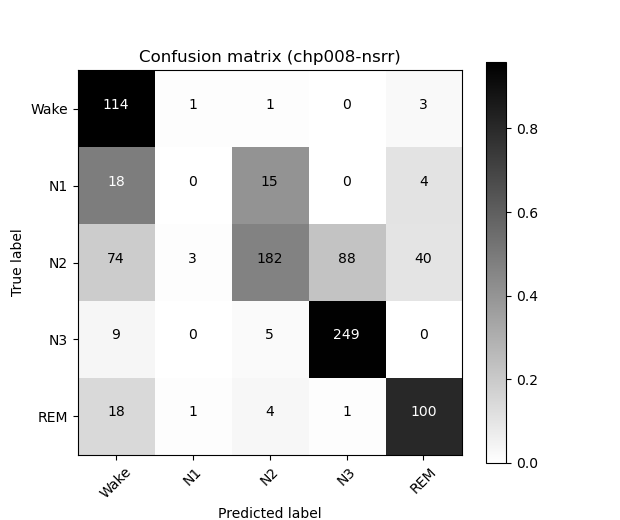 Confusion matrix (chp008-nsrr)
True label
Wake 114 1 1 0 3
N1 18 0 15 0 4
N2 74 3 182 88 40
N3 9 0 5 249 0
REM 18 1 4 1 100
Wake N1 N2 N3 REM
Predicted label
0.8
0.6
0.4
0.2
0.0